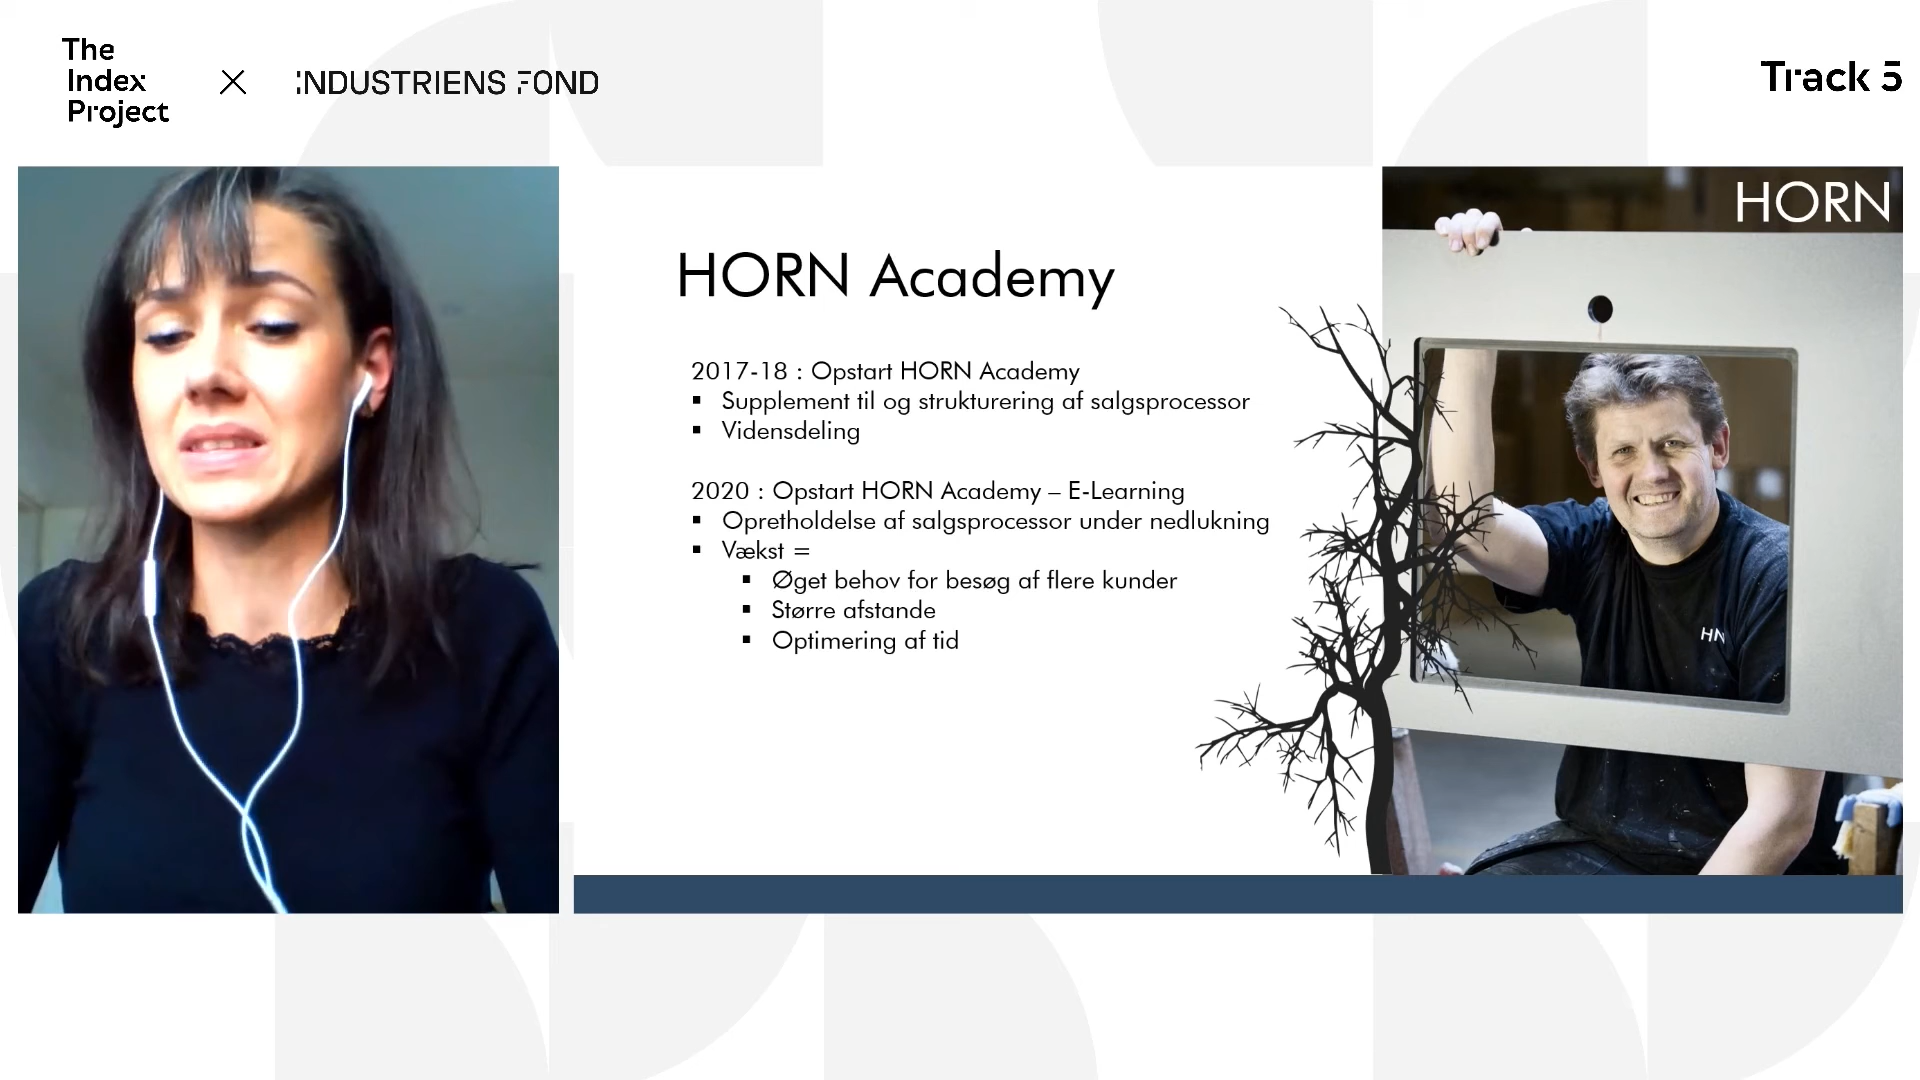 The
Index
Project
INDUSTRIENS FOND
Track 5
HORN
HORN Academy
2017-18 : Opstart HORN Academy
▪ Supplement til og strukturering af salgsprocessor
▪ Vidensdeling
2020 : Opstart HORN Academy – E-Learning
▪ Opretholdelse af salgsprocessor under nedlukning
▪ Vækst =
▪ Øget behov for besøg af flere kunder
▪ Større afstande
▪ Optimering af tid
HN